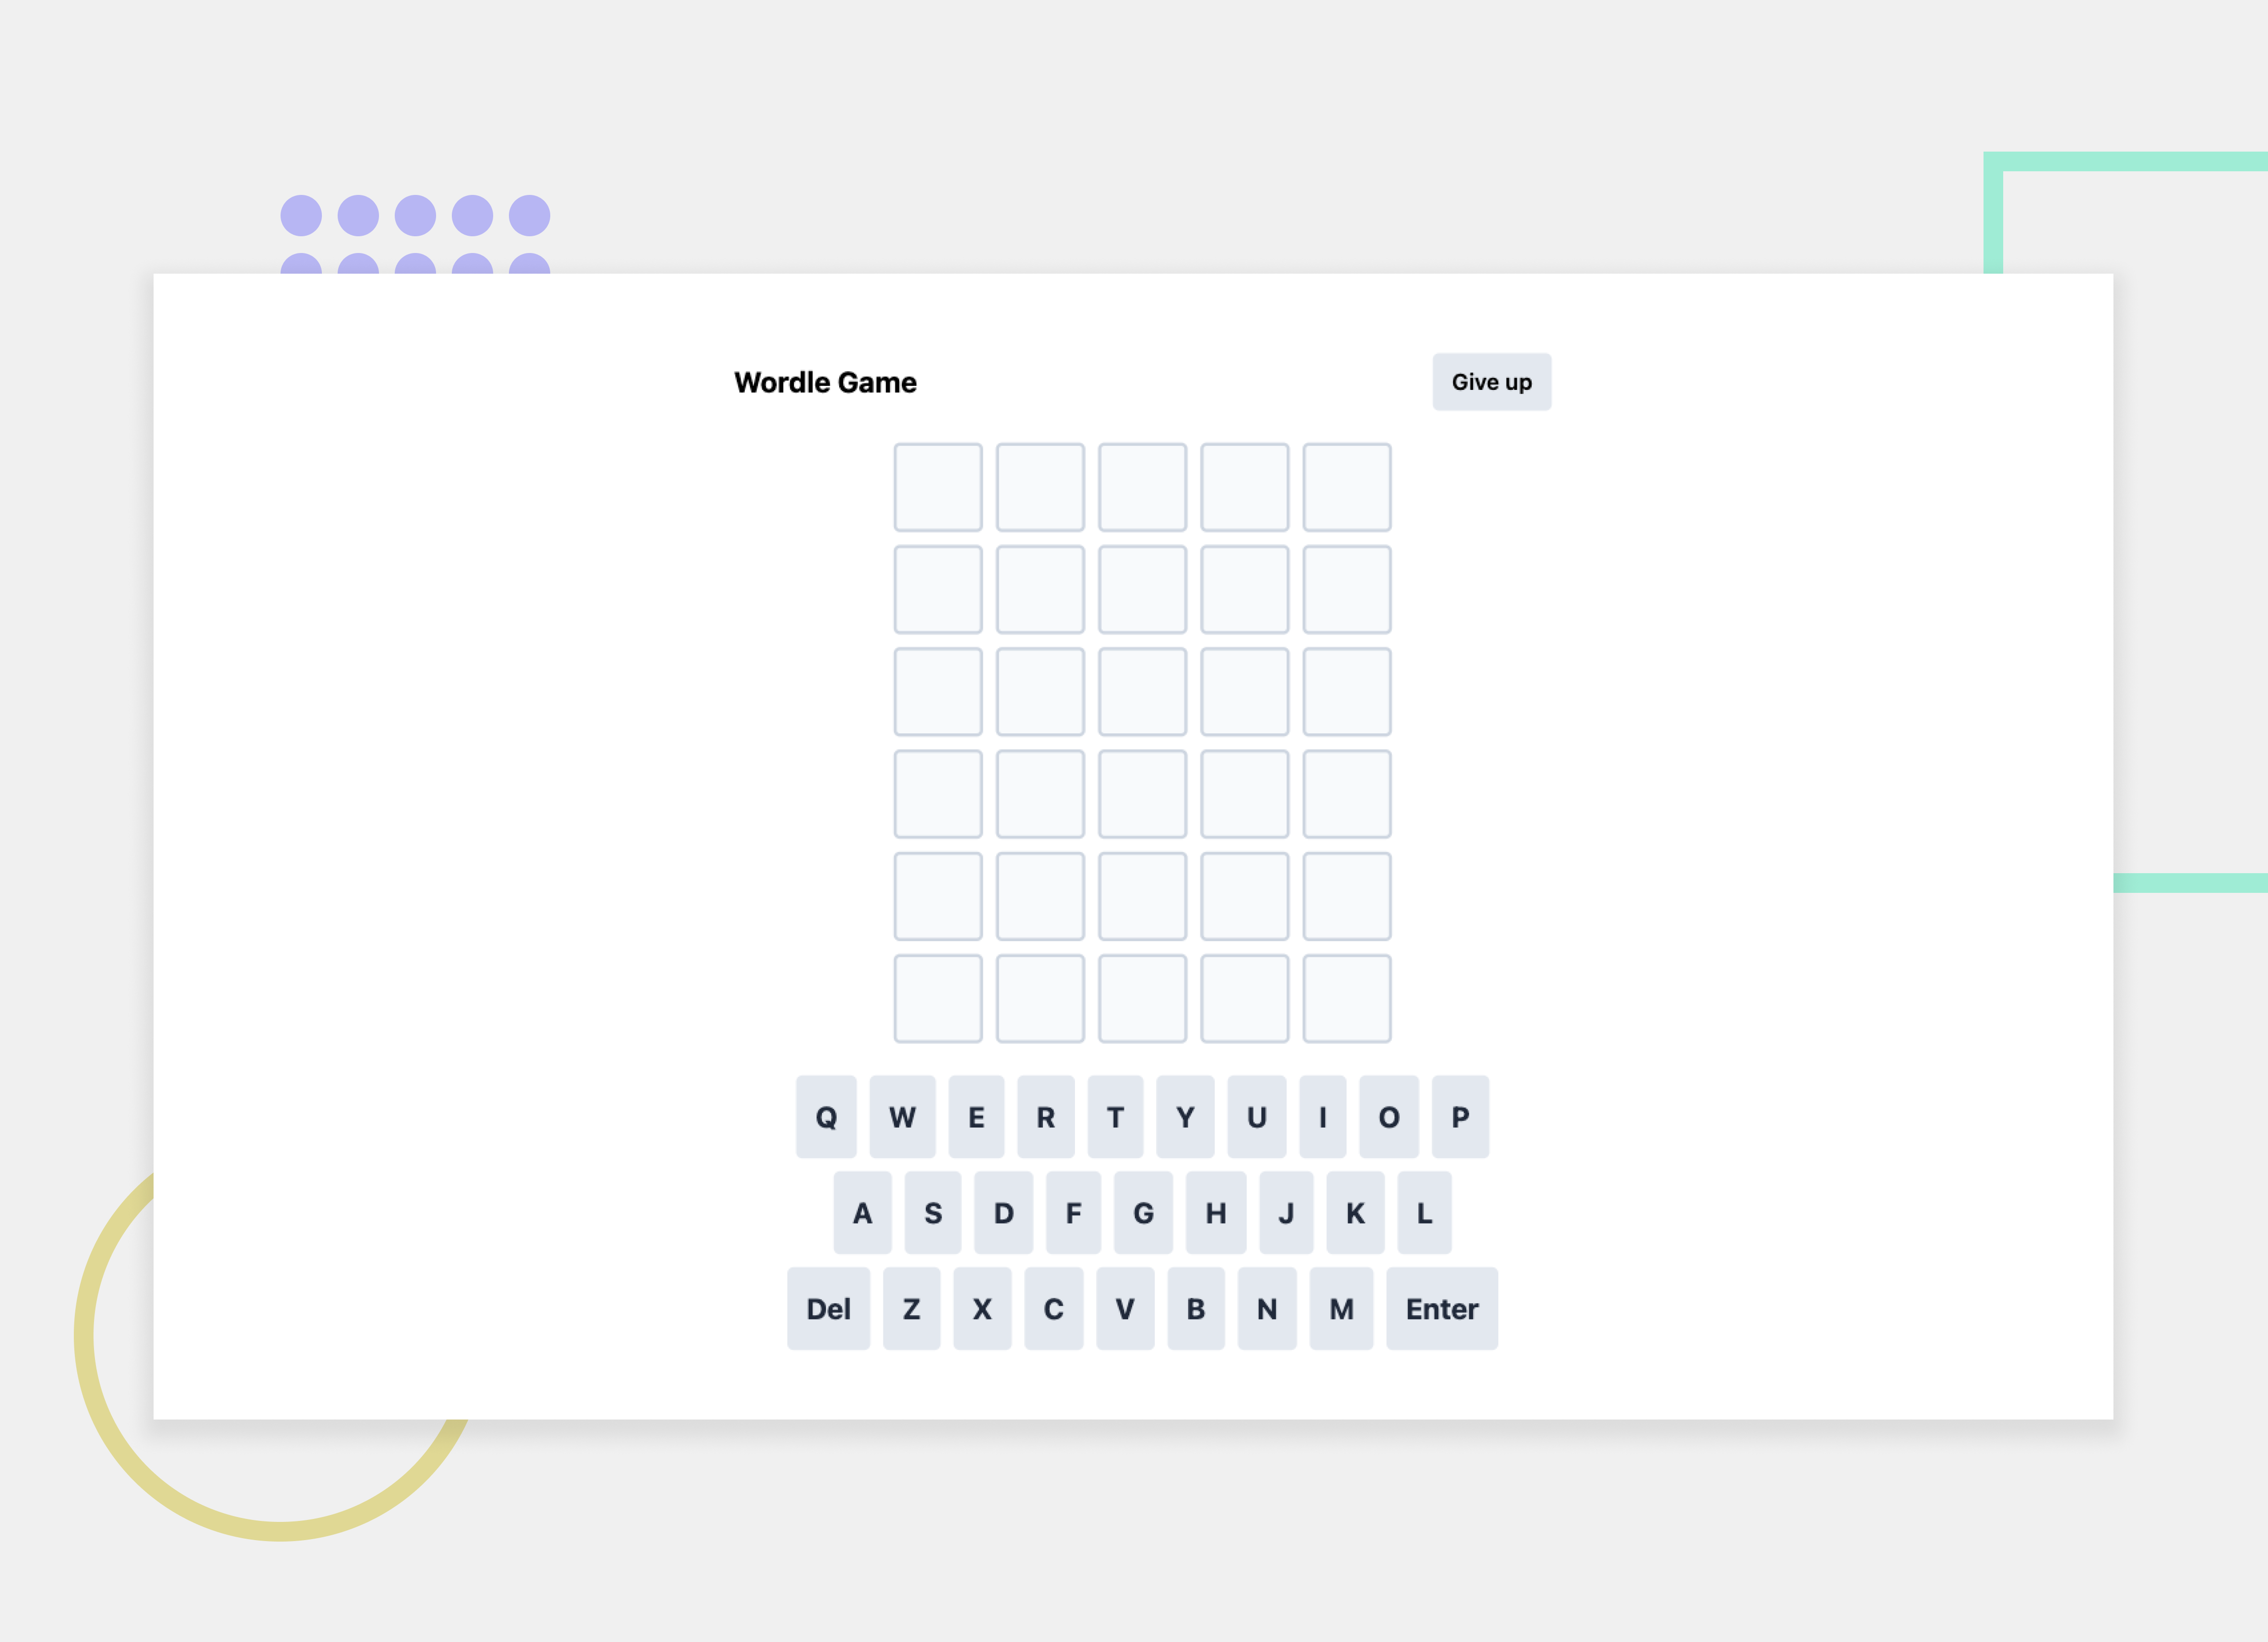 Wordle Game Give up
Q W E R T Y U I O P
A S D F G H J K L
Del Z X C V B N M Enter